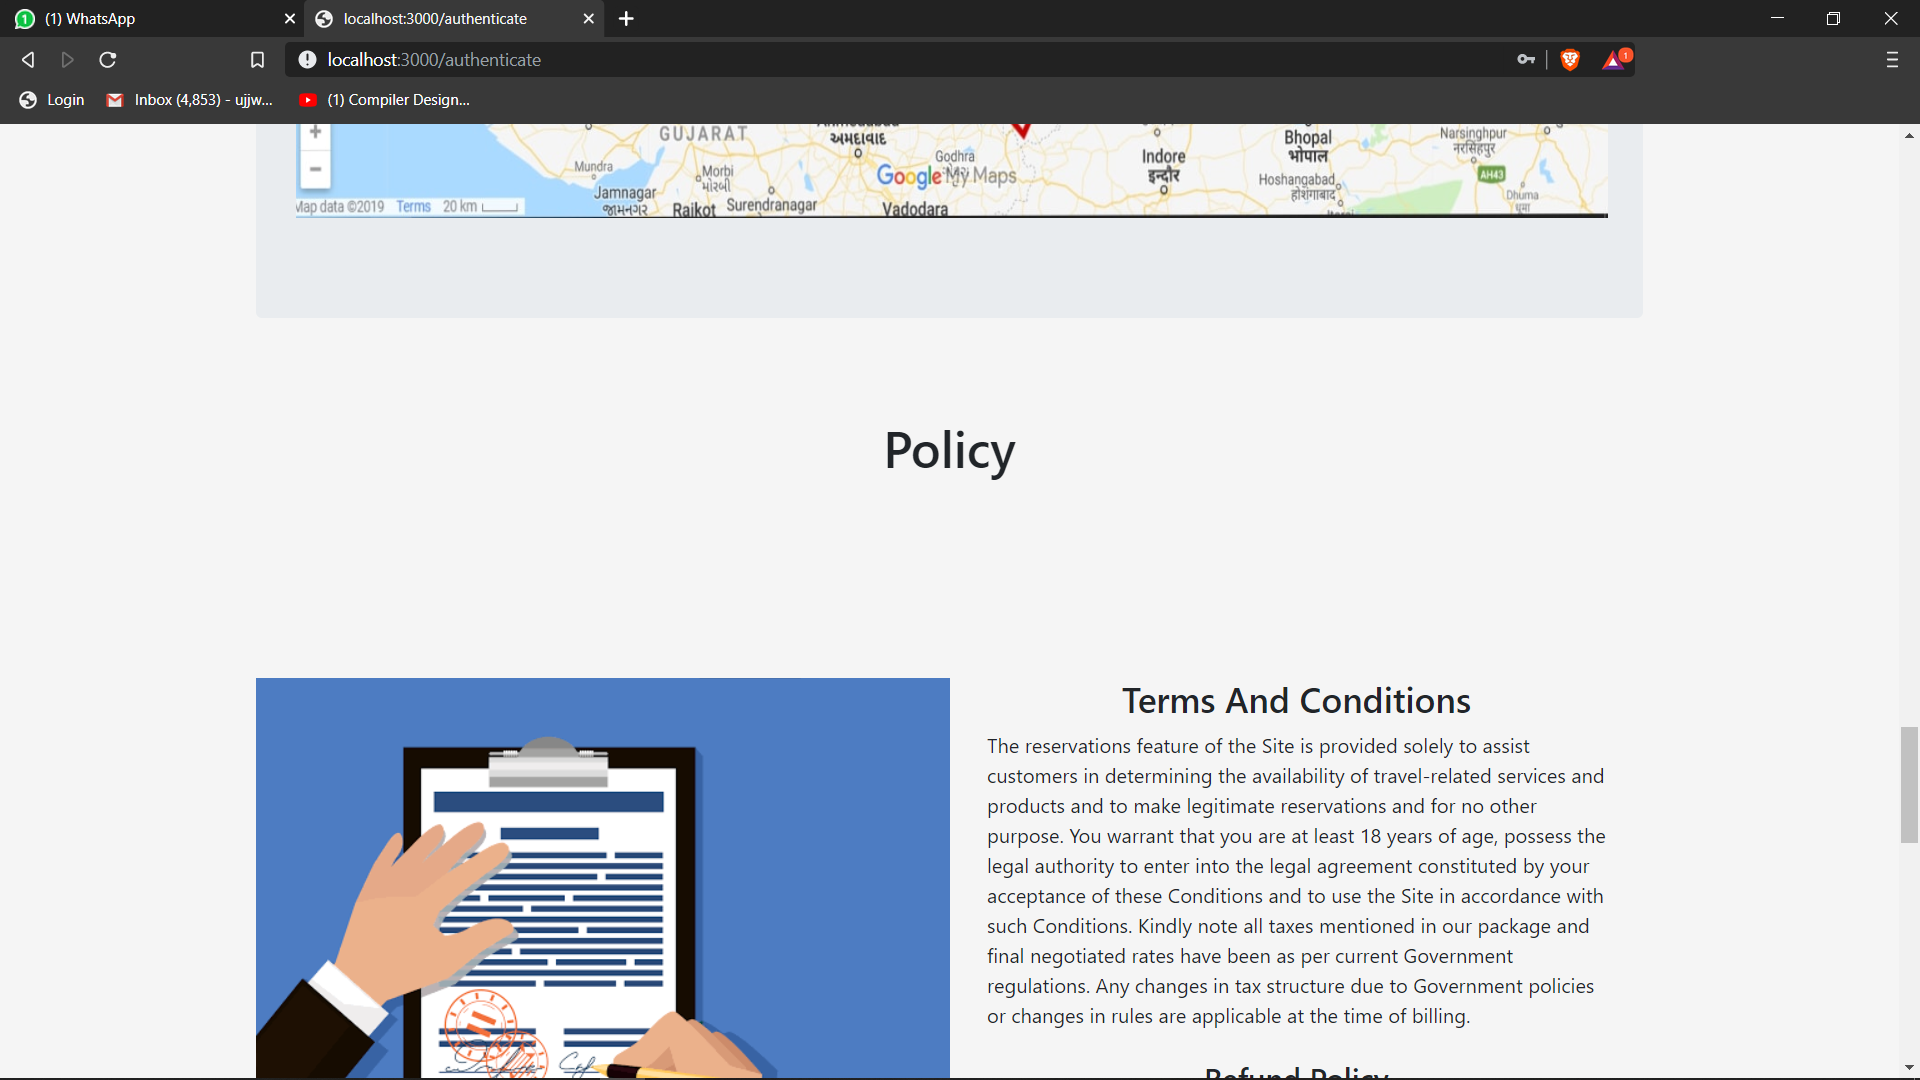 (1) WhatsApp
localhost:3000/authenticate
localhost:3000/authenticate
1
Login
Inbox (4,853) - ujjw...
(1) Compiler Design...
GUJARAT
અમદાવાદ
Bhopal
भोपाल
Narsinghpur
नरसिंहपुर
Godhra
Indore
इन्दौर
Mundra
Morbi
મોરબી
Google My Maps
Hoshangabad
होशंगाबाद
AH43
Jamnagar
જામનગર
Dhuma
धूमा
Map data ©2019 Terms 20 km
Rajkot
Surendranagar
Vadodara
Policy
Terms And Conditions
The reservations feature of the Site is provided solely to assist
customers in determining the availability of travel-related services and
products and to make legitimate reservations and for no other
purpose. You warrant that you are at least 18 years of age, possess the
legal authority to enter into the legal agreement constituted by your
acceptance of these Conditions and to use the Site in accordance with
such Conditions. Kindly note all taxes mentioned in our package and
final negotiated rates have been as per current Government
regulations. Any changes in tax structure due to Government policies
or changes in rules are applicable at the time of billing.
Refund Policy